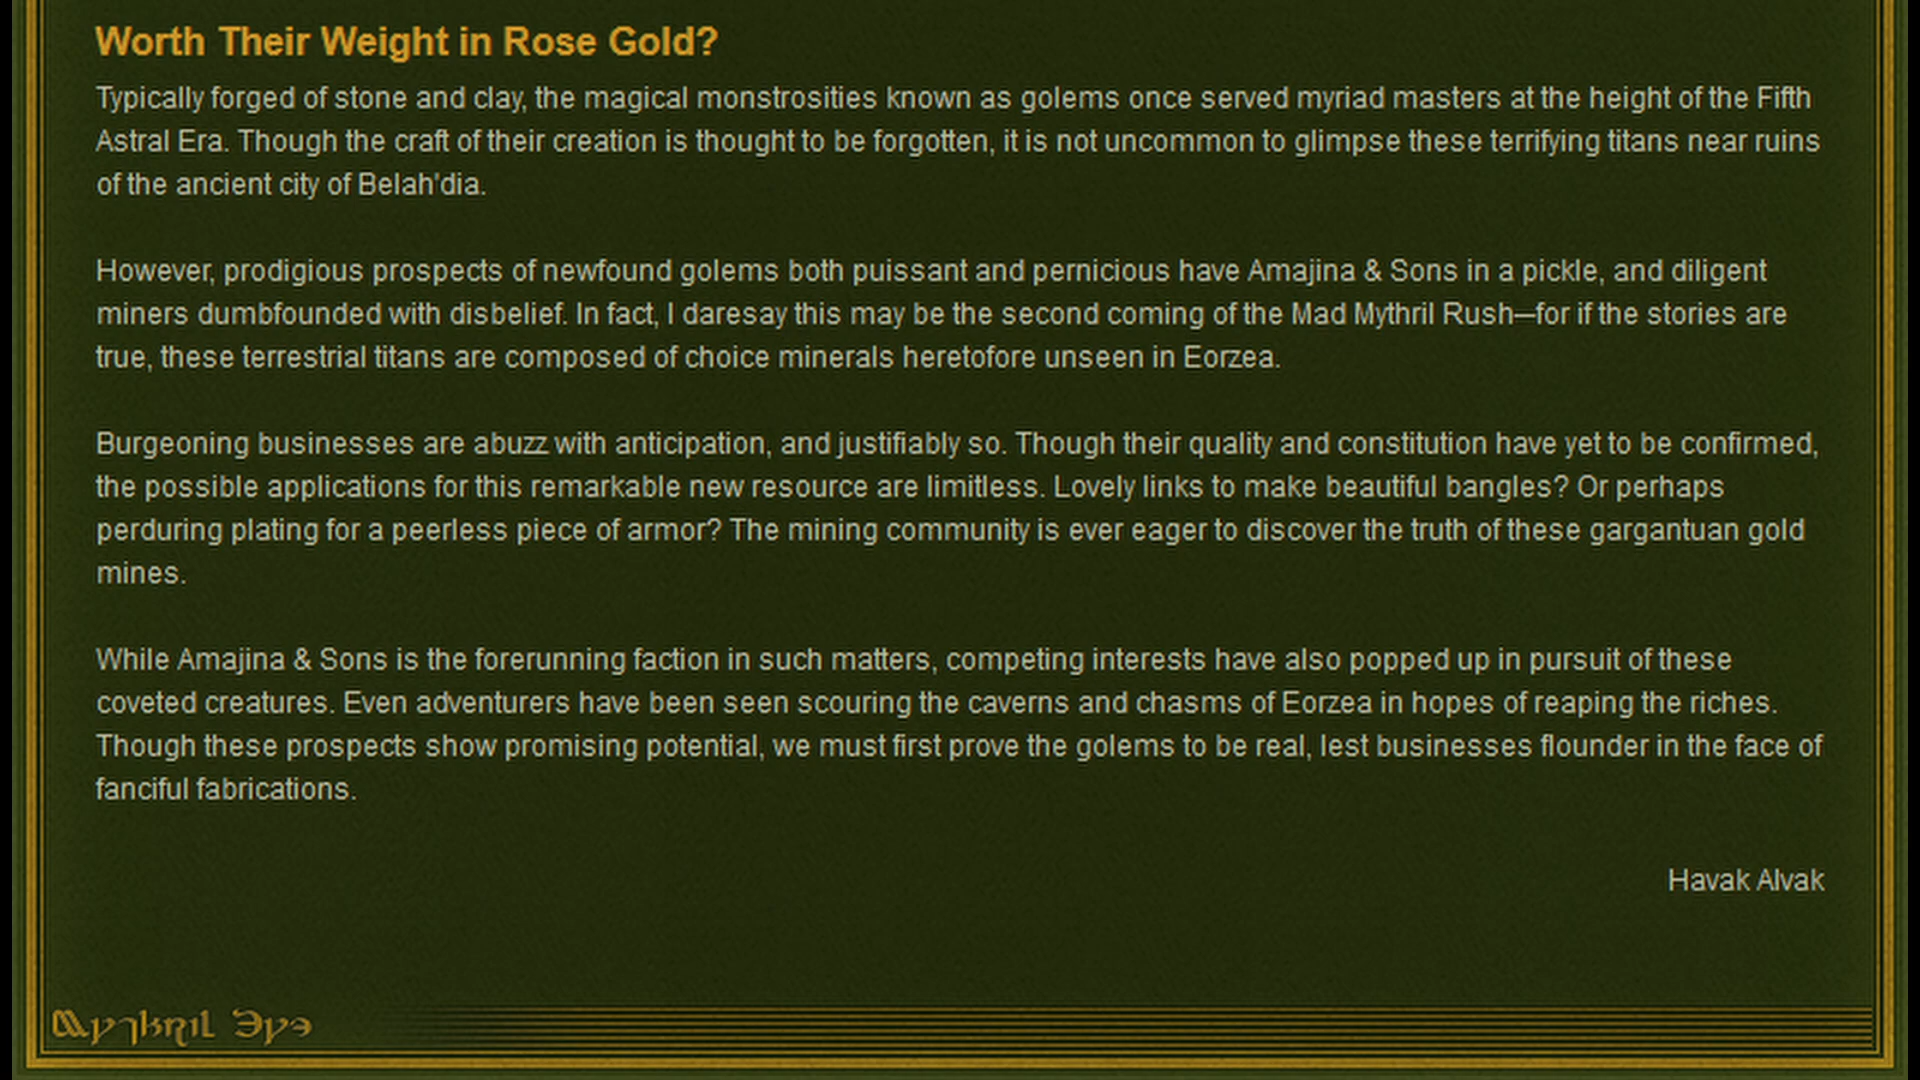 Worth Their Weight in Rose Gold?
Typically forged of stone and clay, the magical monstrosities known as golems once served myriad masters at the height of the Fifth
Astral Era. Though the craft of their creation is thought to be forgotten, it is not uncommon to glimpse these terrifying titans near ruins
of the ancient city of Belah'dia.
However, prodigious prospects of newfound golems both puissant and pernicious have Amajina & Sons in a pickle, and diligent
miners dumbfounded with disbelief. In fact, I daresay this may be the second coming of the Mad Mythril Rush—for if the stories are
true, these terrestrial titans are composed of choice minerals heretofore unseen in Eorzea.
Burgeoning businesses are abuzz with anticipation, and justifiably so. Though their quality and constitution have yet to be confirmed,
the possible applications for this remarkable new resource are limitless. Lovely links to make beautiful bangles? Or perhaps
perduring plating for a peerless piece of armor? The mining community is ever eager to discover the truth of these gargantuan gold
mines.
While Amajina & Sons is the forerunning faction in such matters, competing interests have also popped up in pursuit of these
coveted creatures. Even adventurers have been seen scouring the caverns and chasms of Eorzea in hopes of reaping the riches.
Though these prospects show promising potential, we must first prove the golems to be real, lest businesses flounder in the face of
fanciful fabrications.
Havak Alvak
Mythril Eye